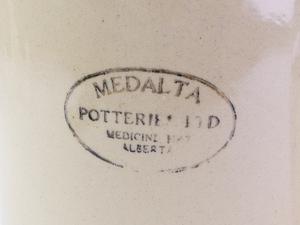 MEDALTA
POTTERIES LTD
MEDICINE HAT
ALBERTA